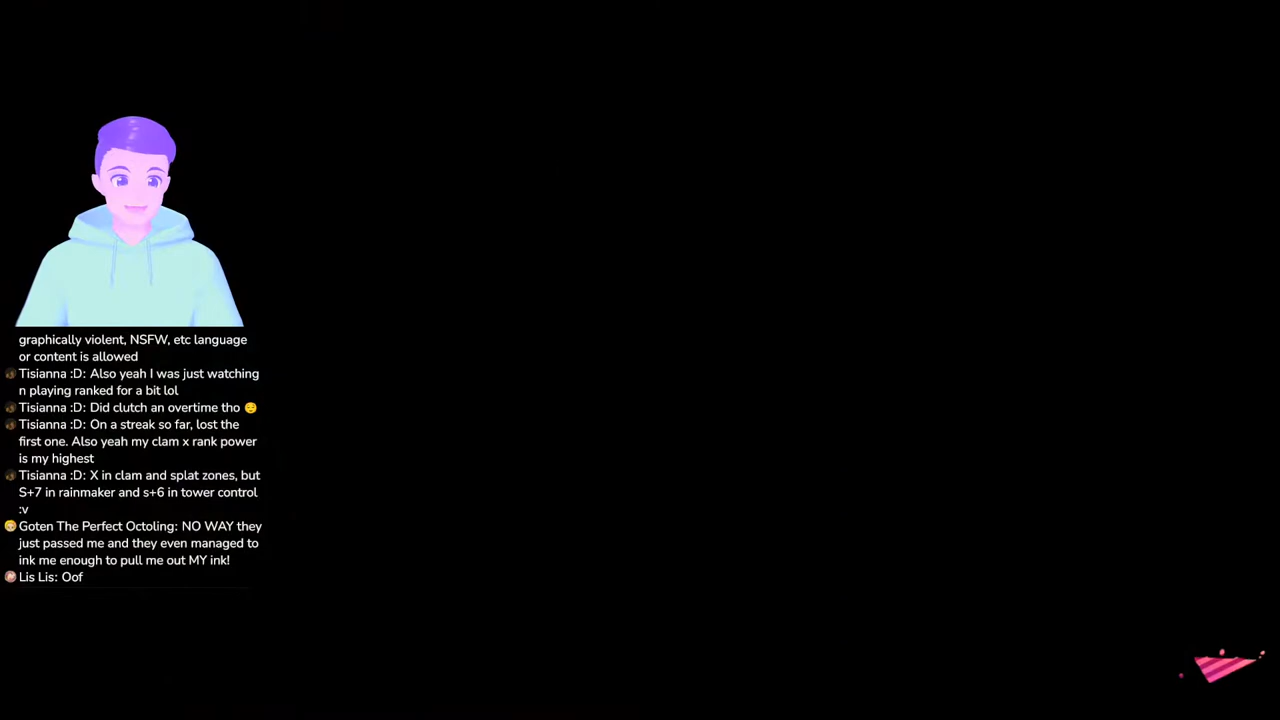 graphically violent, NSFW, etc language
or content is allowed
Tisianna :D: Also yeah I was just watching
n playing ranked for a bit lol
Tisianna :D: Did clutch an overtime tho 😌
Tisianna :D: On a streak so far, lost the
first one. Also yeah my clam x rank power
is my highest
Tisianna :D: X in clam and splat zones, but
S+7 in rainmaker and s+6 in tower control
:v
Goten The Perfect Octoling: NO WAY they
just passed me and they even managed to
ink me enough to pull me out MY ink!
Lis Lis: Oof